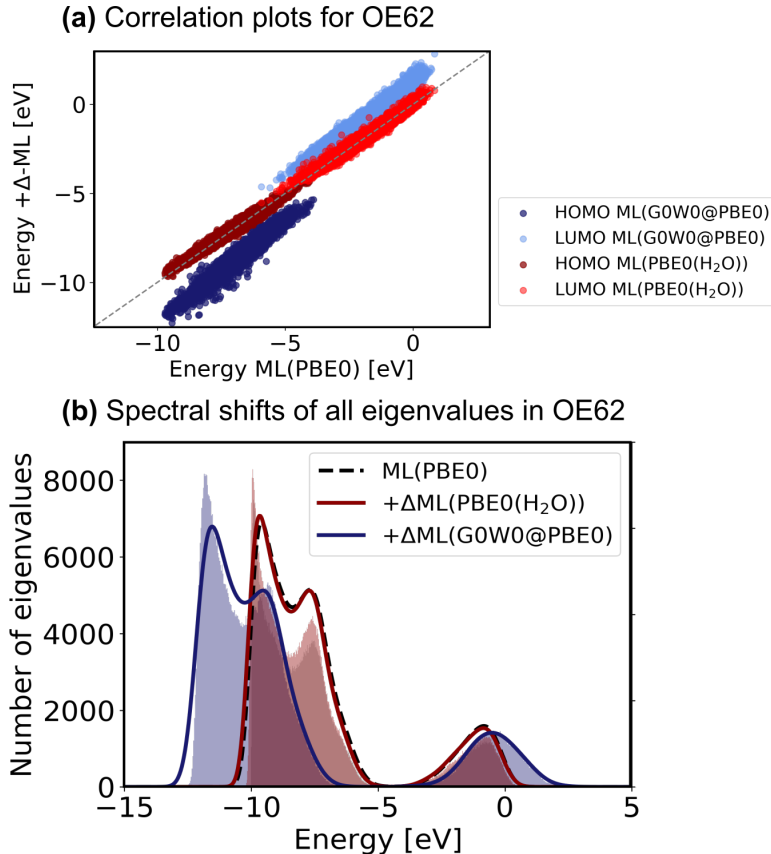 (a) Correlation plots for OE62
Energy +Δ-ML [eV]
0
−5
−10
−10
−5
0
Energy ML(PBE0) [eV]
HOMO ML(G0W0@PBE0)
LUMO ML(G0W0@PBE0)
HOMO ML(PBE0(H₂O))
LUMO ML(PBE0(H₂O))
(b) Spectral shifts of all eigenvalues in OE62
Number of eigenvalues
8000
6000
4000
2000
0
ML(PBE0)
+ΔML(PBE0(H₂O))
+ΔML(G0W0@PBE0)
−15
−10
−5
0
5
Energy [eV]